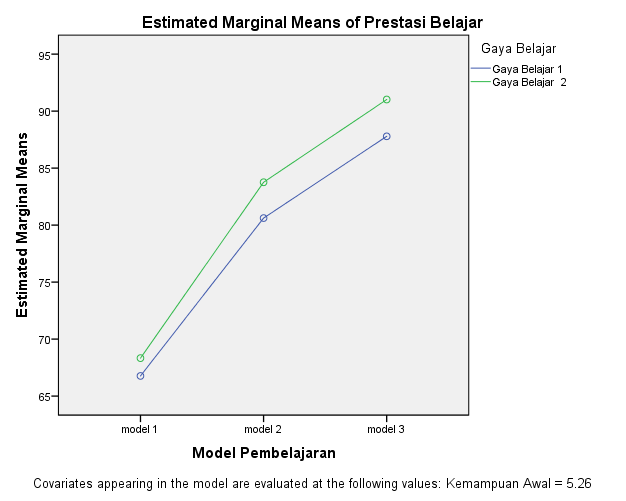 Estimated Marginal Means of Prestasi Belajar
Gaya Belajar
Gaya Belajar 1
Gaya Belajar 2
Estimated Marginal Means
95
90
85
80
75
70
65
model 1
model 2
model 3
Model Pembelajaran
Covariates appearing in the model are evaluated at the following values: Kemampuan Awal = 5.26